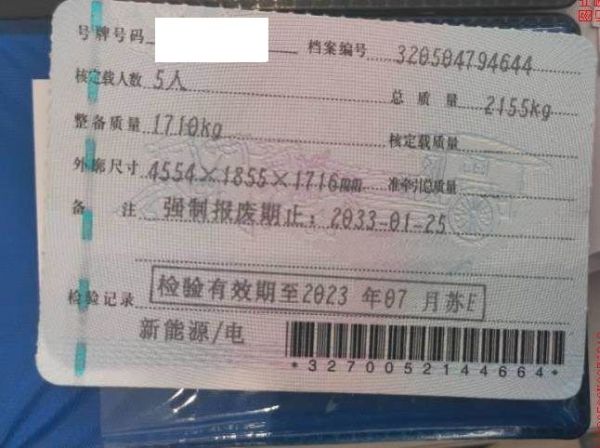 号牌号码 档案编号 320504794644
核定载人数 5人 总质量 2155kg
整备质量 1710kg 核定载质量
外廓尺寸 4554×1855×1716mm 准牵引总质量
备注 强制报废期止：2033-01-25
检验记录 检验有效期至2023年07月苏E
新能源/电
*3270052144664*